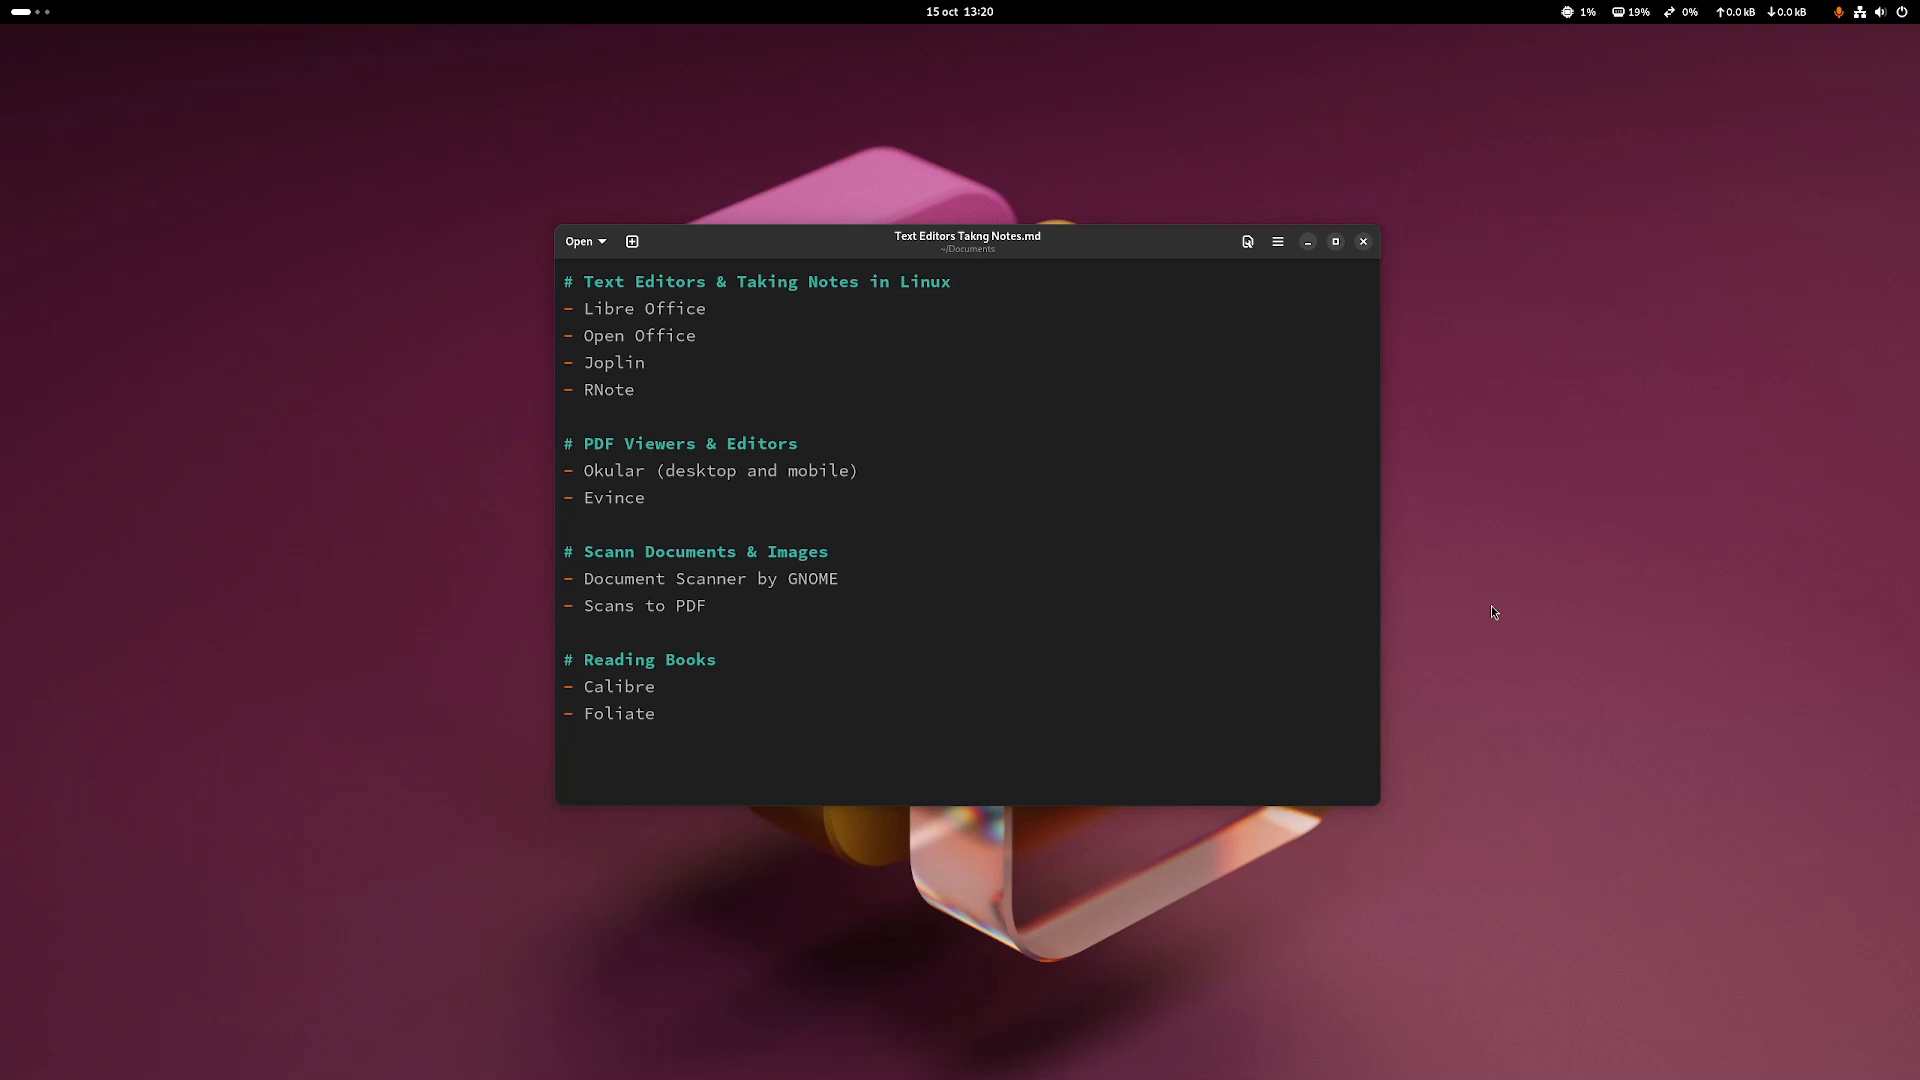 15 oct 13:20
1% 19% 0% 0.0 kB 0.0 kB
Open
Text Editors Takng Notes.md
~/Documents
# Text Editors & Taking Notes in Linux
- Libre Office
- Open Office
- Joplin
- RNote
# PDF Viewers & Editors
- Okular (desktop and mobile)
- Evince
# Scann Documents & Images
- Document Scanner by GNOME
- Scans to PDF
# Reading Books
- Calibre
- Foliate